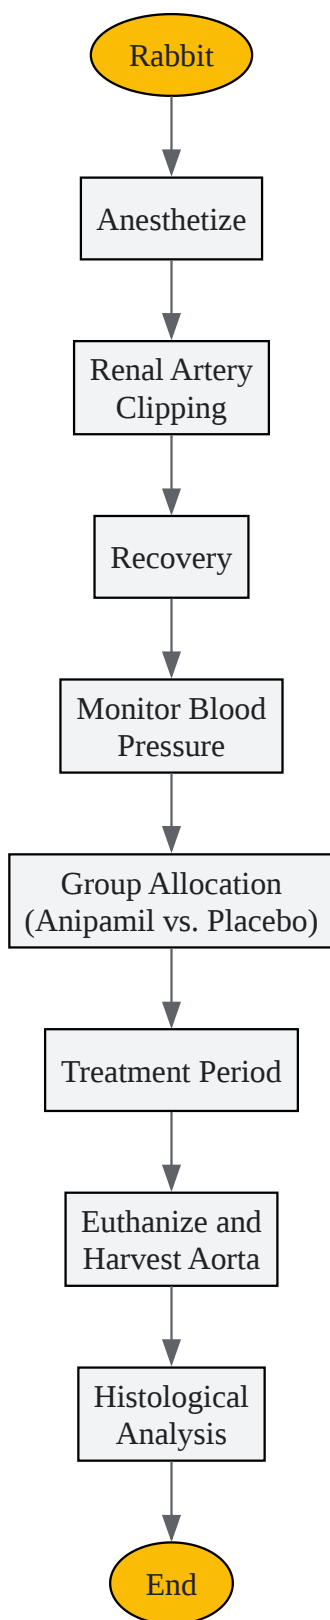 Rabbit
Anesthetize
Renal Artery
Clipping
Recovery
Monitor Blood
Pressure
Group Allocation
(Anipamil vs. Placebo)
Treatment Period
Euthanize and
Harvest Aorta
Histological
Analysis
End